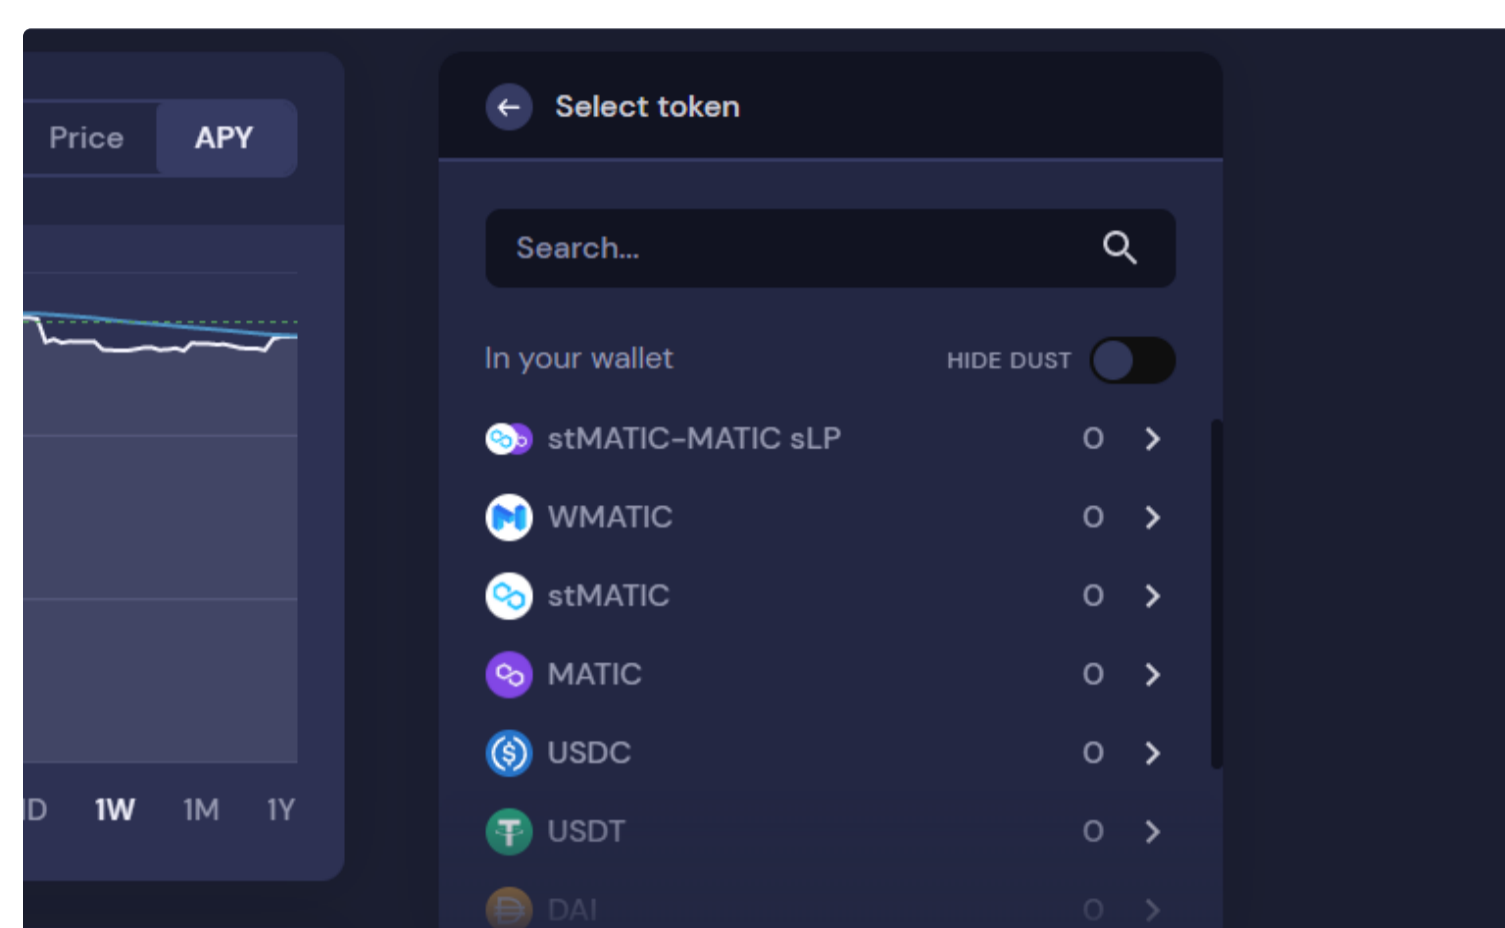 Price APY
1W 1M 1Y
Select token
Search...
In your wallet HIDE DUST
stMATIC-MATIC sLP 0
WMATIC 0
stMATIC 0
MATIC 0
USDC 0
USDT 0
DAI 0